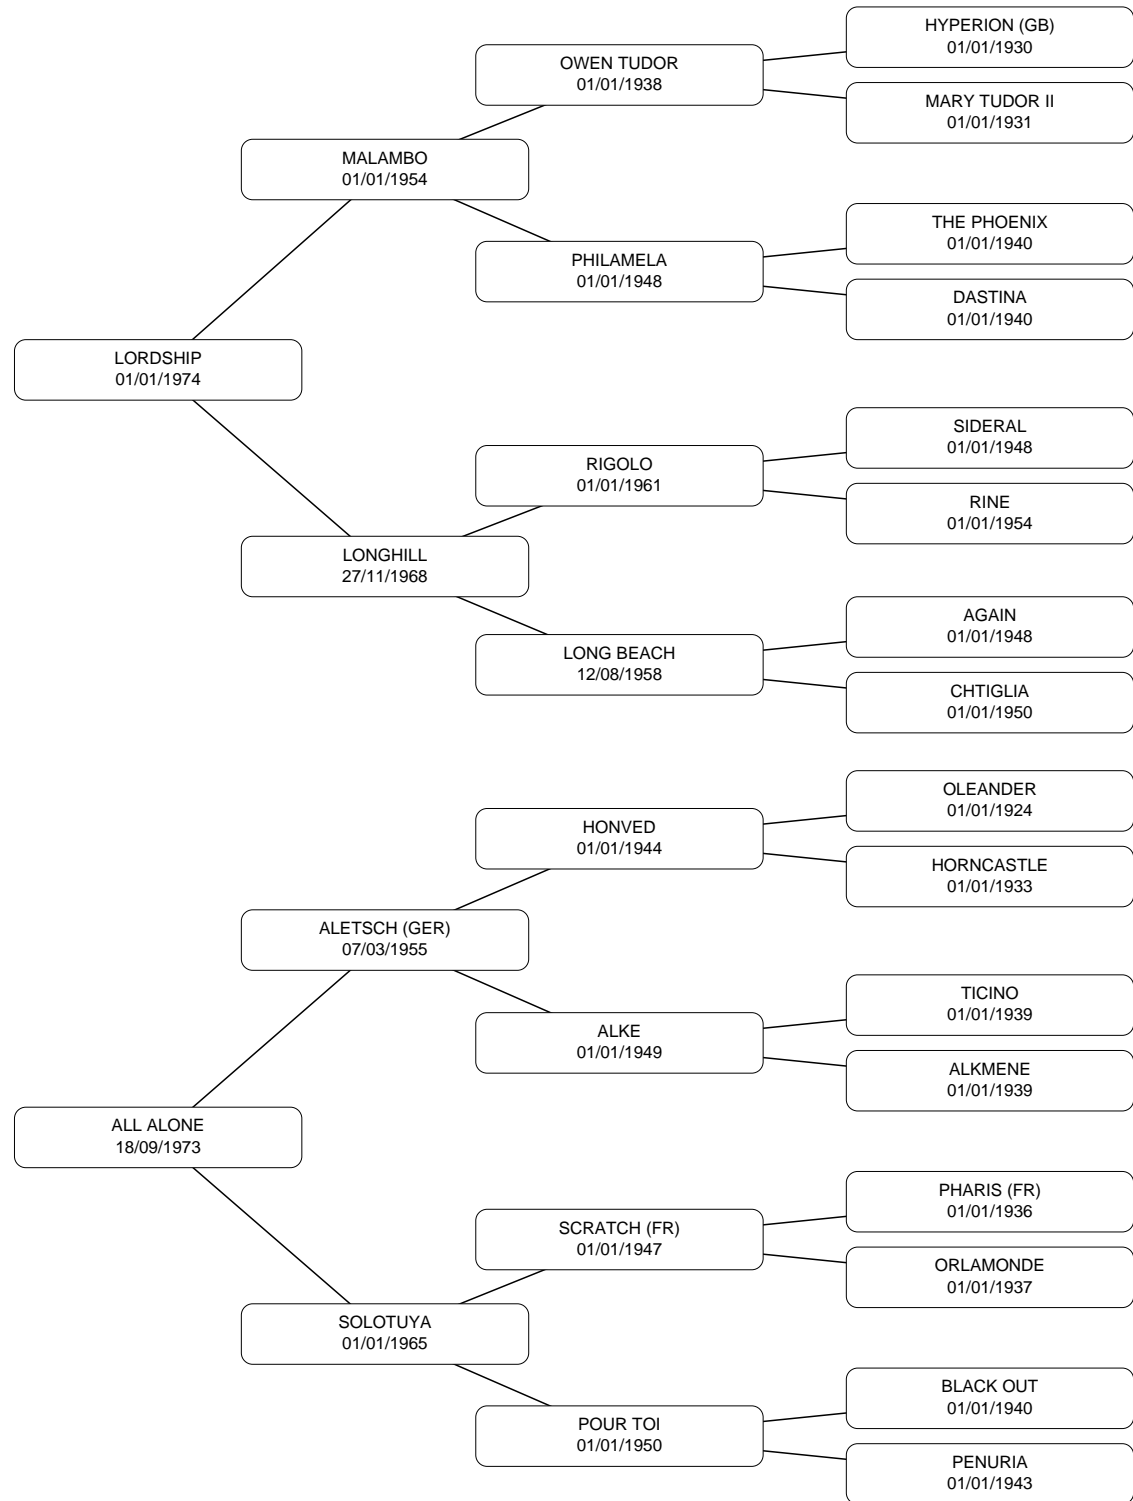 HYPERION (GB)
01/01/1930
OWEN TUDOR
01/01/1938
MARY TUDOR II
01/01/1931
MALAMBO
01/01/1954
THE PHOENIX
01/01/1940
PHILAMELA
01/01/1948
DASTINA
01/01/1940
LORDSHIP
01/01/1974
SIDERAL
01/01/1948
RIGOLO
01/01/1961
RINE
01/01/1954
LONGHILL
27/11/1968
AGAIN
01/01/1948
LONG BEACH
12/08/1958
CHTIGLIA
01/01/1950
OLEANDER
01/01/1924
HONVED
01/01/1944
HORNCASTLE
01/01/1933
ALETSCH (GER)
07/03/1955
TICINO
01/01/1939
ALKE
01/01/1949
ALKMENE
01/01/1939
ALL ALONE
18/09/1973
PHARIS (FR)
01/01/1936
SCRATCH (FR)
01/01/1947
ORLAMONDE
01/01/1937
SOLOTUYA
01/01/1965
BLACK OUT
01/01/1940
POUR TOI
01/01/1950
PENURIA
01/01/1943